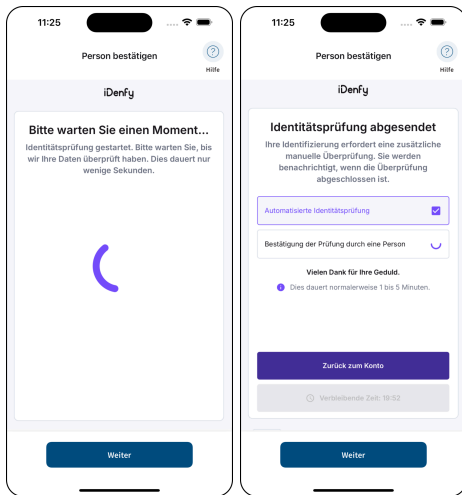 11:25
Person bestätigen
Hilfe
iDenfy
Bitte warten Sie einen Moment...
Identitätsprüfung gestartet. Bitte warten Sie, bis
wir Ihre Daten überprüft haben. Dies dauert nur
wenige Sekunden.
Weiter
11:25
Person bestätigen
Hilfe
iDenfy
Identitätsprüfung abgesendet
Ihre Identifizierung erfordert eine zusätzliche
manuelle Überprüfung. Sie werden
benachrichtigt, wenn die Überprüfung
abgeschlossen ist.
Automatisierte Identitätsprüfung
Bestätigung der Prüfung durch eine Person
Vielen Dank für Ihre Geduld.
Dies dauert normalerweise 1 bis 5 Minuten.
Zurück zum Konto
Verbleibende Zeit: 19:52
Weiter